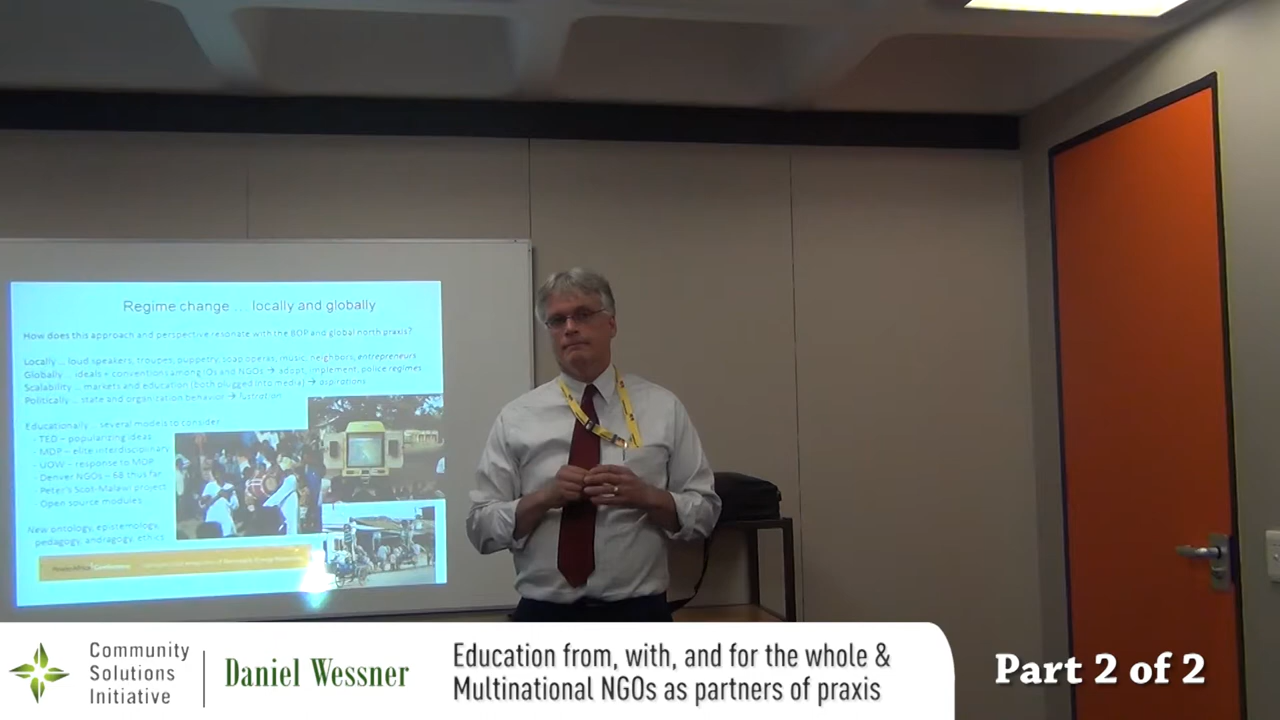 Regime change ... locally and globally
How does this approach and perspective resonate with the BOP and global north praxis?
Locally ... loud speakers, troupes, puppetry, soap operas, music, neighbors, entrepreneurs
Globally ... ideals + conventions among IOs and NGOs → adopt, implement, police regimes
Scalability ... markets and education (both plugged into media) → aspirations
Politically ... state and organization behavior →
Educationally ... several models to consider
- TED – popularizing ideas
- MDP – elite interdisciplinary
- UOW – response to MDP
- Denver NGOs – 68 thus far
- Peter's Scot-Malawi project
- Open source modules
New ontology, epistemology,
pedagogy, andragogy, ethics
Conference
Community
Solutions
Initiative
Daniel Wessner
Education from, with, and for the whole &
Multinational NGOs as partners of praxis
Part 2 of 2